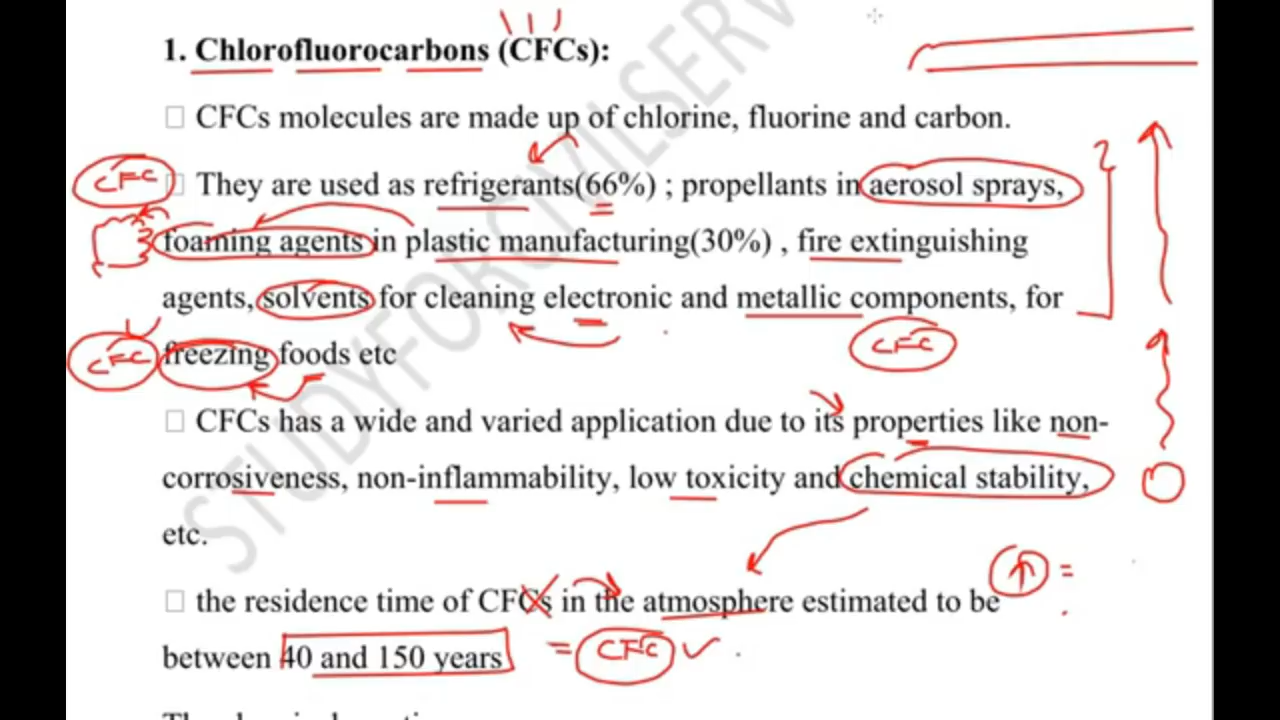 1. Chlorofluorocarbons (CFCs):
CFCs molecules are made up of chlorine, fluorine and carbon.
CFC
They are used as refrigerants(66%) ; propellants in aerosol sprays,
foaming agents in plastic manufacturing(30%) , fire extinguishing
agents, solvents for cleaning electronic and metallic components, for
CFC
freezing foods etc
CFC
CFCs has a wide and varied application due to its properties like non-
corrosiveness, non-inflammability, low toxicity and chemical stability,
etc.
the residence time of CFCs in the atmosphere estimated to be
between 40 and 150 years
= CFC
STUDYFORCIVILSERV